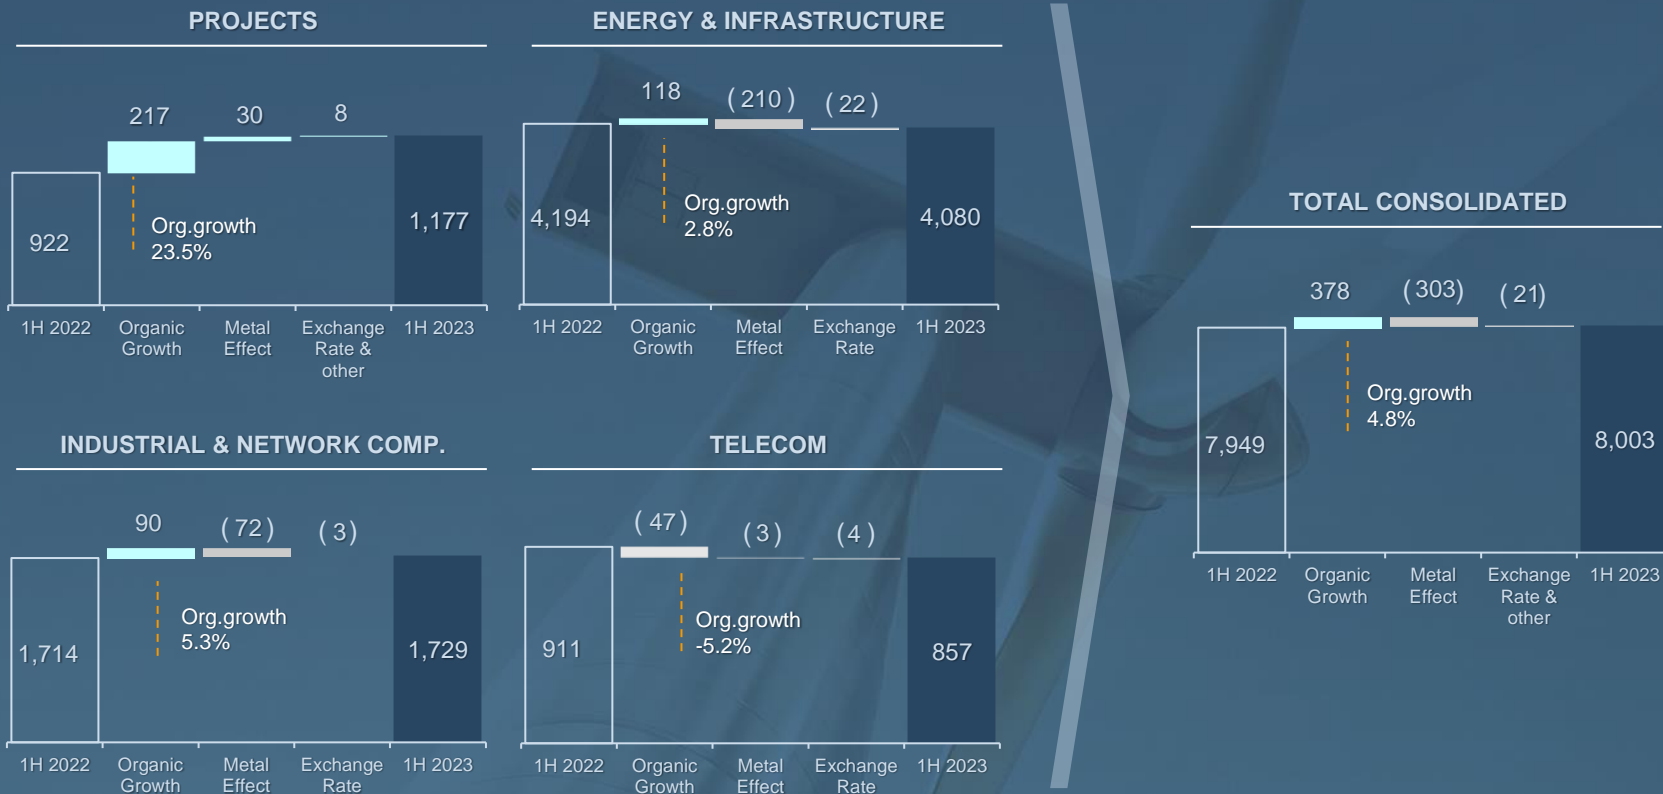 PROJECTS
217
30
8
922
Org.growth
23.5%
1,177
1H 2022
Organic
Growth
Metal
Effect
Exchange
Rate &
other
1H 2023
ENERGY & INFRASTRUCTURE
118
(210)
(22)
4,194
Org.growth
2.8%
4,080
1H 2022
Organic
Growth
Metal
Effect
Exchange
Rate
1H 2023
INDUSTRIAL & NETWORK COMP.
90
(72)
(3)
1,714
Org.growth
5.3%
1,729
1H 2022
Organic
Growth
Metal
Effect
Exchange
Rate
1H 2023
TELECOM
(47)
(3)
(4)
911
Org.growth
-5.2%
857
1H 2022
Organic
Growth
Metal
Effect
Exchange
Rate
1H 2023
TOTAL CONSOLIDATED
378
(303)
(21)
7,949
Org.growth
4.8%
8,003
1H 2022
Organic
Growth
Metal
Effect
Exchange
Rate &
other
1H 2023